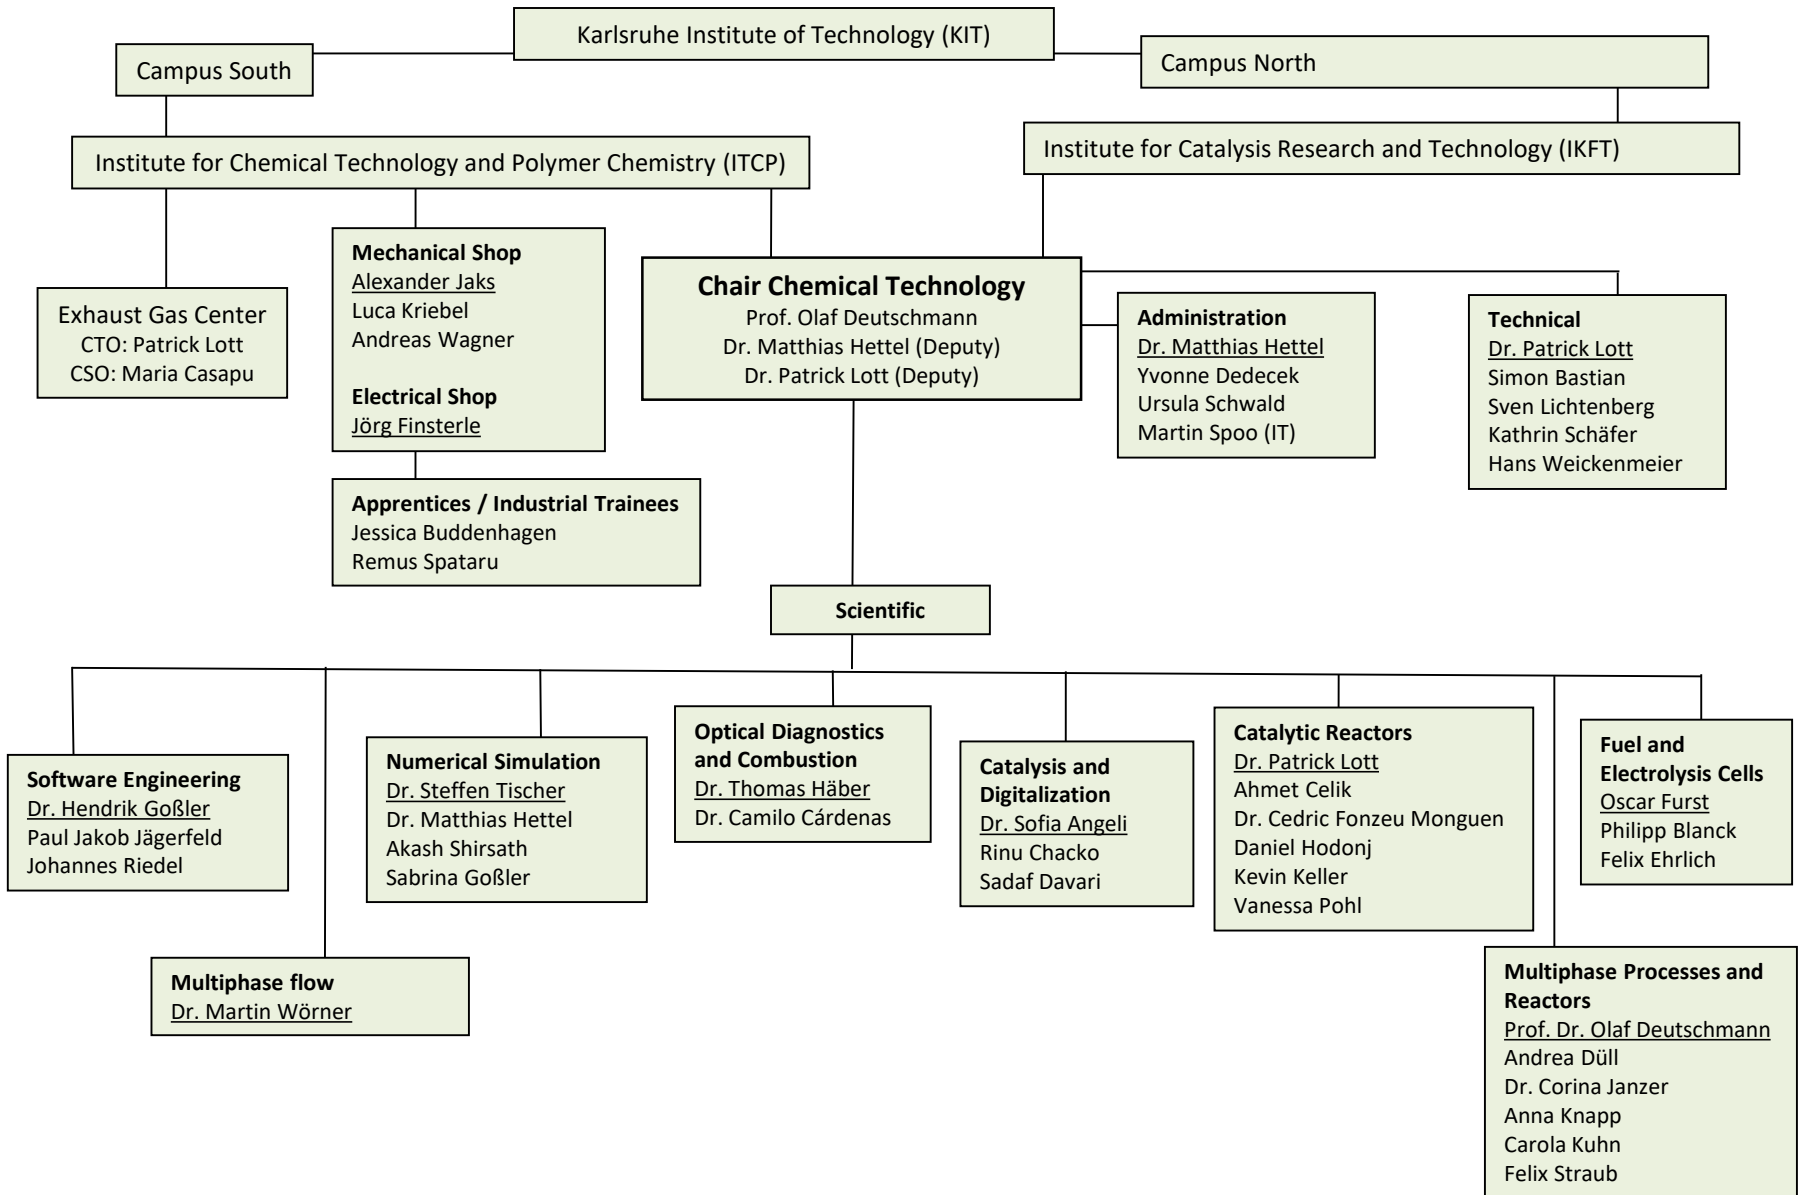 Karlsruhe Institute of Technology (KIT)
Campus South
Campus North
Institute for Chemical Technology and Polymer Chemistry (ITCP)
Institute for Catalysis Research and Technology (IKFT)
Exhaust Gas Center
CTO: Patrick Lott
CSO: Maria Casapu
Mechanical Shop
Alexander Jaks
Luca Kriebel
Andreas Wagner
Electrical Shop
Jörg Finsterle
Apprentices / Industrial Trainees
Jessica Buddenhagen
Remus Spataru
Chair Chemical Technology
Prof. Olaf Deutschmann
Dr. Matthias Hettel (Deputy)
Dr. Patrick Lott (Deputy)
Administration
Dr. Matthias Hettel
Yvonne Dedecek
Ursula Schwald
Martin Spoo (IT)
Technical
Dr. Patrick Lott
Simon Bastian
Sven Lichtenberg
Kathrin Schäfer
Hans Weickenmeier
Scientific
Software Engineering
Dr. Hendrik Goßler
Paul Jakob Jägerfeld
Johannes Riedel
Multiphase flow
Dr. Martin Wörner
Numerical Simulation
Dr. Steffen Tischer
Dr. Matthias Hettel
Akash Shirsath
Sabrina Goßler
Optical Diagnostics
and Combustion
Dr. Thomas Häber
Dr. Camilo Cárdenas
Catalysis and
Digitalization
Dr. Sofia Angeli
Rinu Chacko
Sadaf Davari
Catalytic Reactors
Dr. Patrick Lott
Ahmet Celik
Dr. Cedric Fonzeu Monguen
Daniel Hodonj
Kevin Keller
Vanessa Pohl
Fuel and
Electrolysis Cells
Oscar Furst
Philipp Blanck
Felix Ehrlich
Multiphase Processes and
Reactors
Prof. Dr. Olaf Deutschmann
Andrea Düll
Dr. Corina Janzer
Anna Knapp
Carola Kuhn
Felix Straub